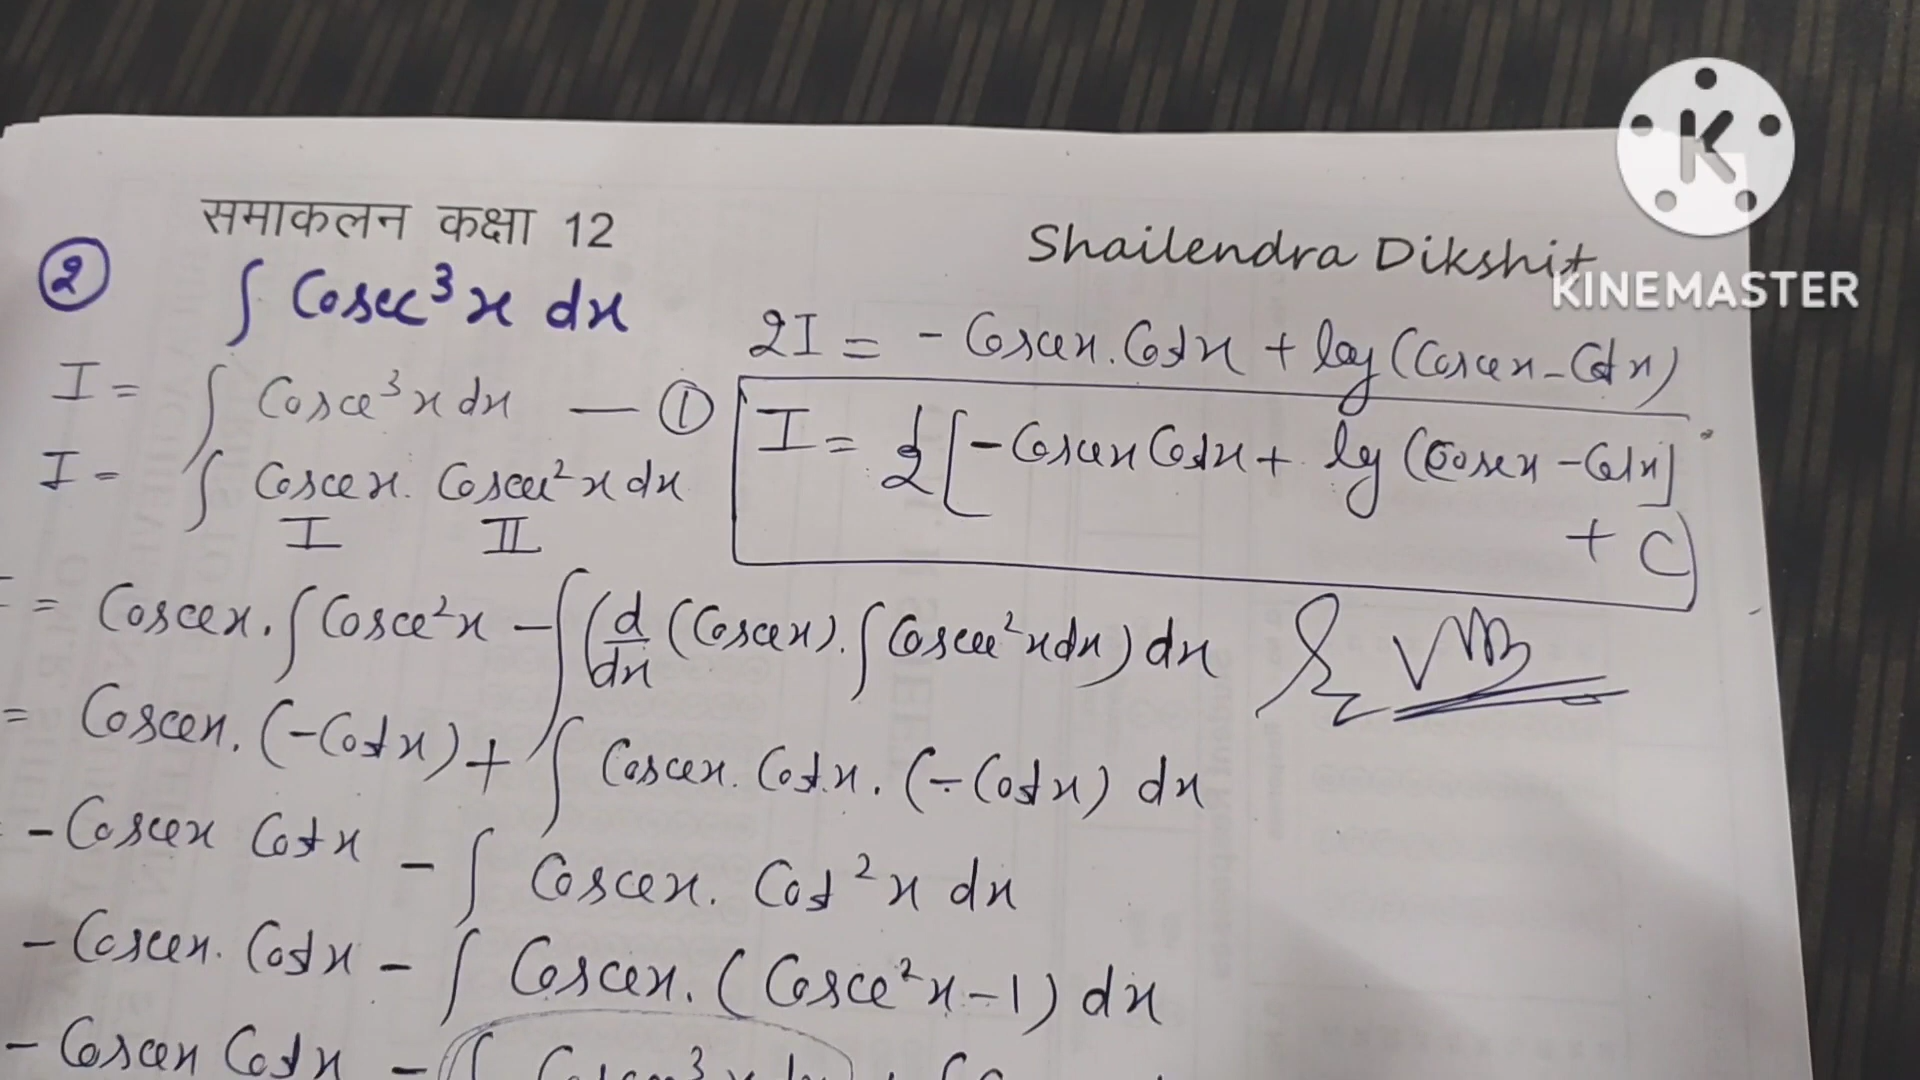 समाकलन कक्षा 12
Shailendra Dikshit
KINEMASTER
② ∫ Cosec³x dx
I = ∫ Cosec³x dx — ①
I = ∫ Cosecx. Cosec²x dx
I II
= Cosecx. ∫ Cosec²x - ∫ (d/dx (Cosecx). ∫ Cosec²x dx) dx
= Cosecx. (-Cotx) + ∫ Cosecx. Cotx. (-Cotx) dx
= - Cosecx Cotx - ∫ Cosecx. Cot²x dx
- Cosecx. Cotx - ∫ Cosecx. (Cosec²x - 1) dx
- Cosecx Cotx - ∫ Cosec³x dx
2I = - Cosecx. Cotx + log (Cosecx - Cotx)
I = ½ [- Cosecx Cotx + log (Cosecx - Cotx]
+ C